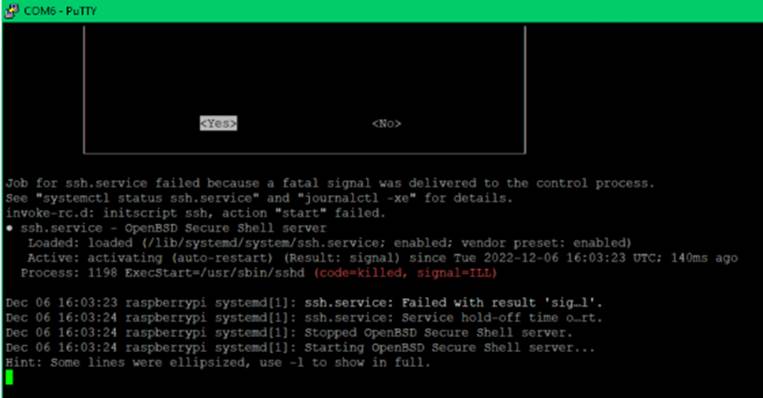 COM6 - PuTTY
<Yes> <No>
Job for ssh.service failed because a fatal signal was delivered to the control process.
See "systemctl status ssh.service" and "journalctl -xe" for details.
invoke-rc.d: initscript ssh, action "start" failed.
● ssh.service - OpenBSD Secure Shell server
Loaded: loaded (/lib/systemd/system/ssh.service; enabled; vendor preset: enabled)
Active: activating (auto-restart) (Result: signal) since Tue 2022-12-06 16:03:23 UTC; 140ms ago
Process: 1198 ExecStart=/usr/sbin/sshd (code=killed, signal=ILL)
Dec 06 16:03:23 raspberrypi systemd[1]: ssh.service: Failed with result 'sig…l'.
Dec 06 16:03:24 raspberrypi systemd[1]: ssh.service: Service hold-off time o…rt.
Dec 06 16:03:24 raspberrypi systemd[1]: Stopped OpenBSD Secure Shell server.
Dec 06 16:03:24 raspberrypi systemd[1]: Starting OpenBSD Secure Shell server...
Hint: Some lines were ellipsized, use -l to show in full.